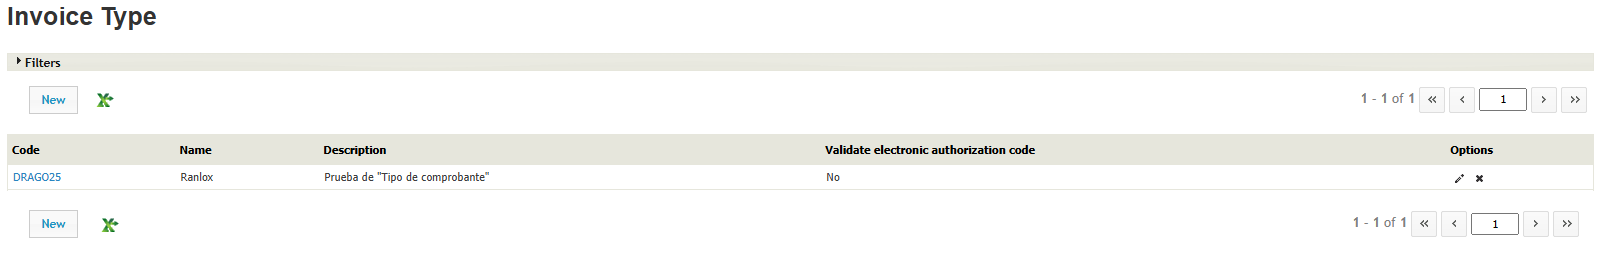 Invoice Type
Filters
New
1 - 1 of 1 « ‹ 1 › »
Code Name Description Validate electronic authorization code Options
DRAGO25 Ranlox Prueba de "Tipo de comprobante" No
New
1 - 1 of 1 « ‹ 1 › »